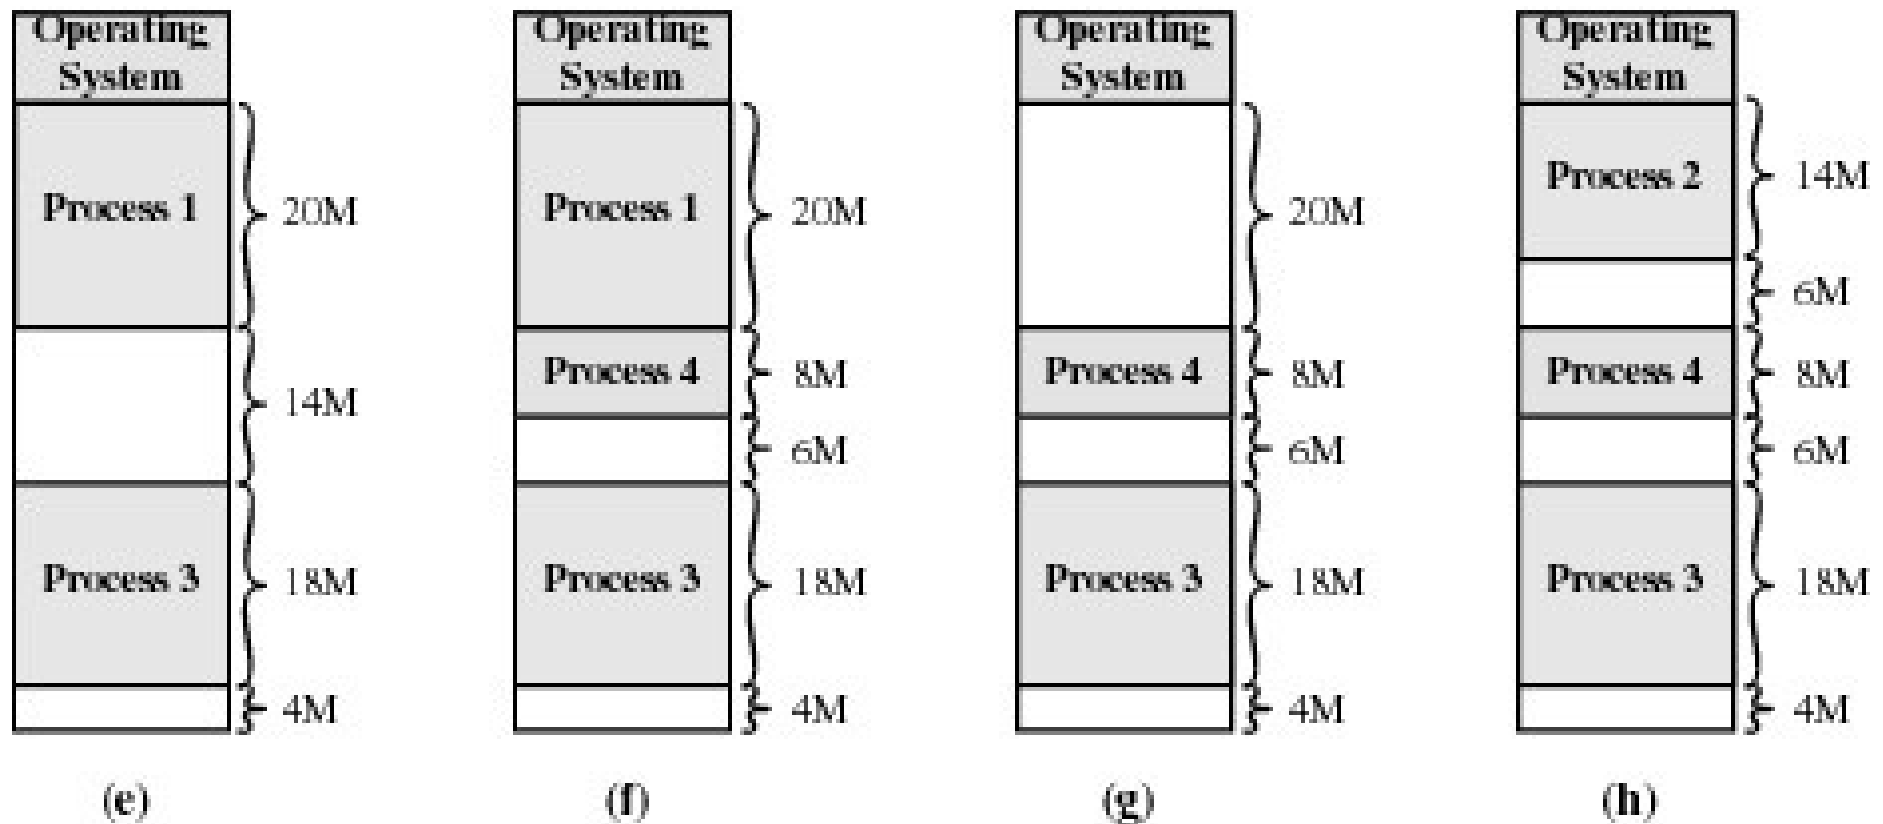 Operating
System
Process 1
20M
14M
Process 3
18M
4M
(e)
Operating
System
Process 1
20M
Process 4
8M
6M
Process 3
18M
4M
(f)
Operating
System
20M
Process 4
8M
6M
Process 3
18M
4M
(g)
Operating
System
Process 2
14M
6M
Process 4
8M
6M
Process 3
18M
4M
(h)